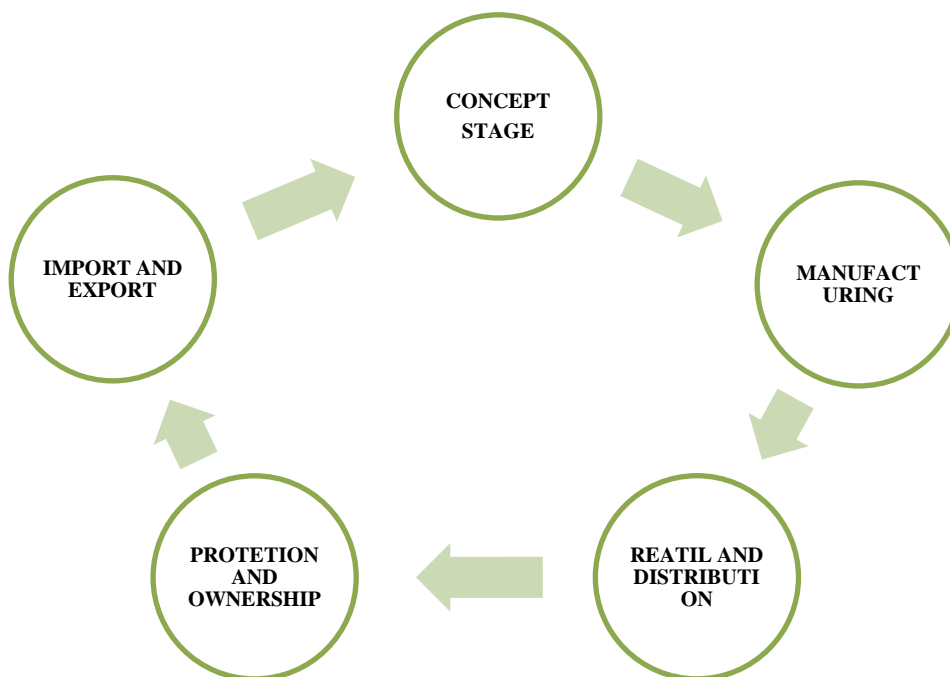 CONCEPT
STAGE
MANUFACT
URING
REATIL AND
DISTRIBUTI
ON
PROTETION
AND
OWNERSHIP
IMPORT AND
EXPORT